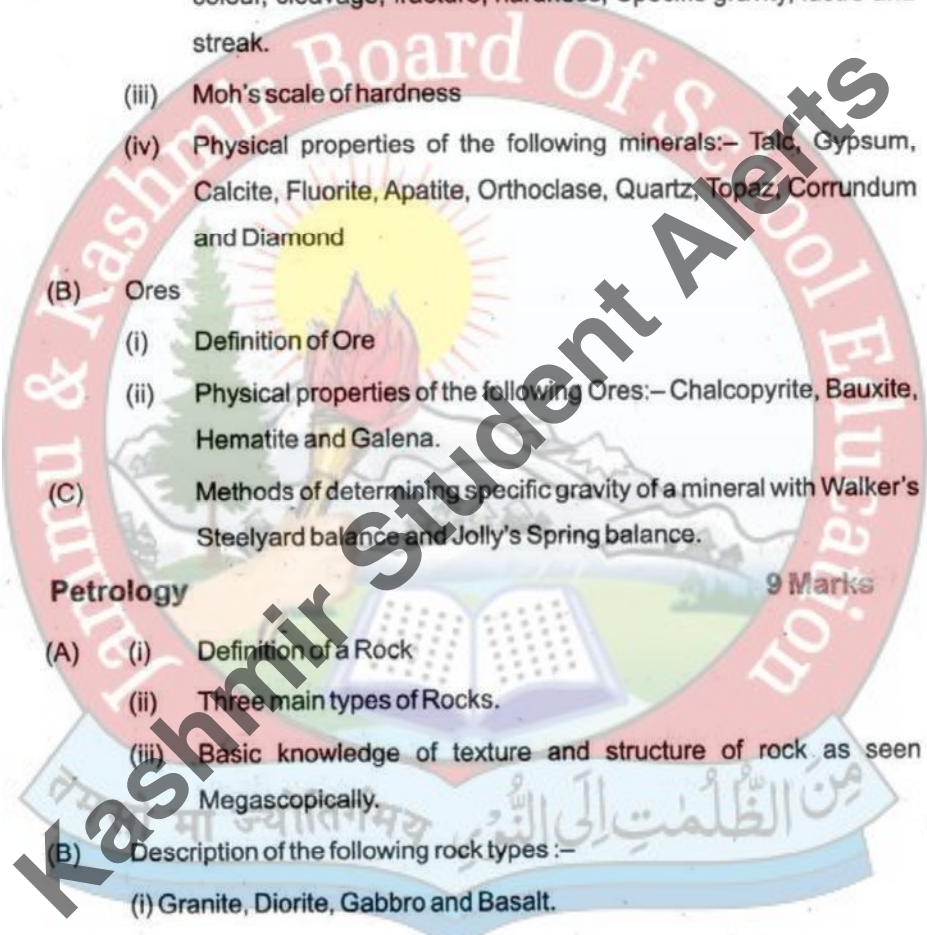 streak.
(iii) Moh's scale of hardness
(iv) Physical properties of the following minerals:– Talc, Gypsum,
Calcite, Fluorite, Apatite, Orthoclase, Quartz, Topaz, Corrundum
and Diamond
(B) Ores
(i) Definition of Ore
(ii) Physical properties of the following Ores:– Chalcopyrite, Bauxite,
Hematite and Galena.
(C) Methods of determining specific gravity of a mineral with Walker's
Steelyard balance and Jolly's Spring balance.
Petrology 9 Marks
(A) (i) Definition of a Rock
(ii) Three main types of Rocks.
(iii) Basic knowledge of texture and structure of rock as seen
Megascopically.
(B) Description of the following rock types :–
(i) Granite, Diorite, Gabbro and Basalt.
Jammu & Kashmir Board Of School Education
मा ज्योतिर्गमय
مِنَ الظُّلُمٰتِ اِلَى النُّوْرِ
Kashmir Student Alerts